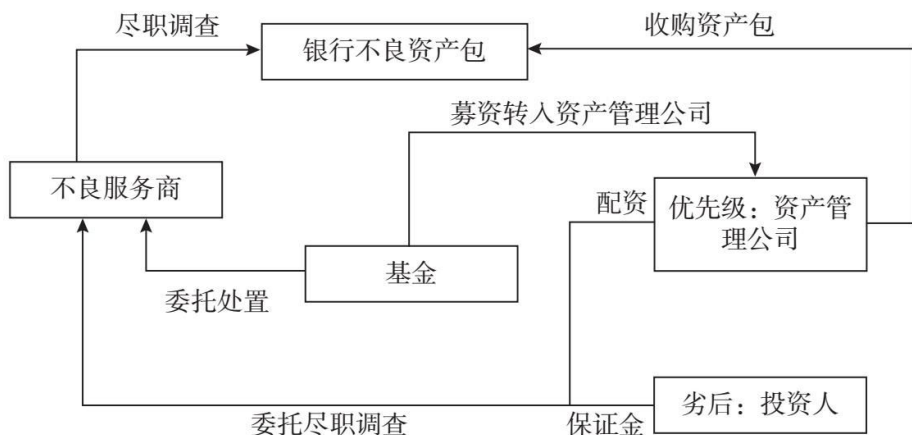 尽职调查
银行不良资产包
收购资产包
募资转入资产管理公司
不良服务商
配资
优先级：资产管
理公司
基金
委托处置
劣后：投资人
委托尽职调查
保证金